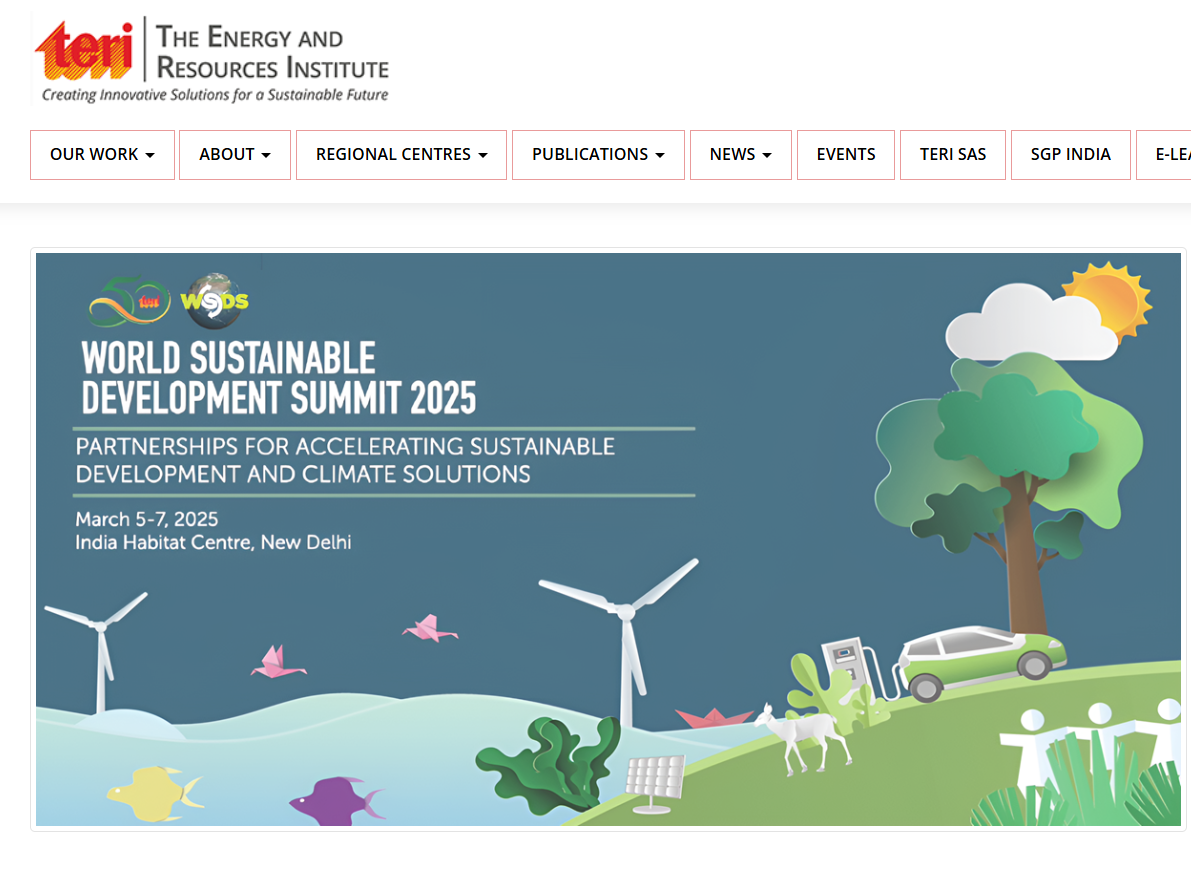 teri
THE ENERGY AND
RESOURCES INSTITUTE
Creating Innovative Solutions for a Sustainable Future
OUR WORK
ABOUT
REGIONAL CENTRES
PUBLICATIONS
NEWS
EVENTS
TERI SAS
SGP INDIA
E-LEA
50 teri
WSDS
WORLD SUSTAINABLE
DEVELOPMENT SUMMIT 2025
PARTNERSHIPS FOR ACCELERATING SUSTAINABLE
DEVELOPMENT AND CLIMATE SOLUTIONS
March 5-7, 2025
India Habitat Centre, New Delhi